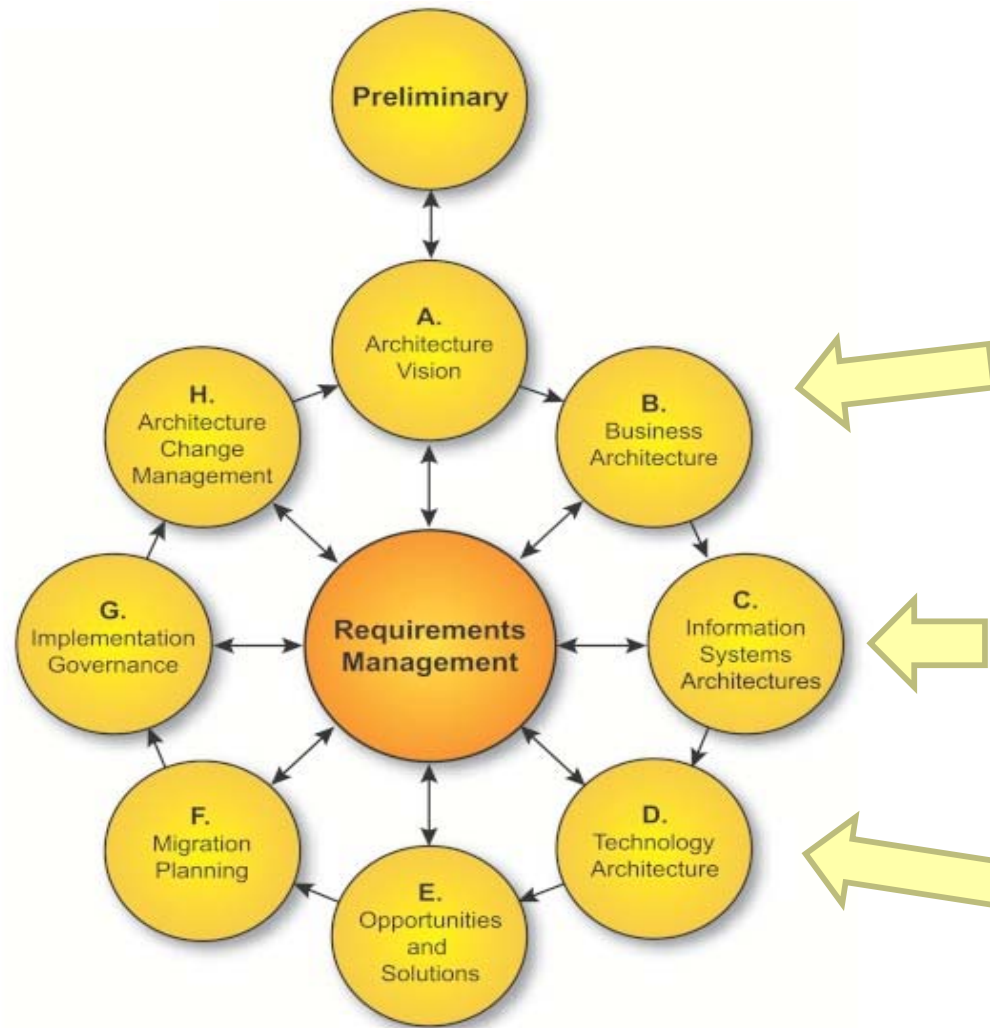 Preliminary
A.
Architecture
Vision
B.
Business
Architecture
C.
Information
Systems
Architectures
D.
Technology
Architecture
E.
Opportunities
and
Solutions
F.
Migration
Planning
G.
Implementation
Governance
H.
Architecture
Change
Management
Requirements
Management